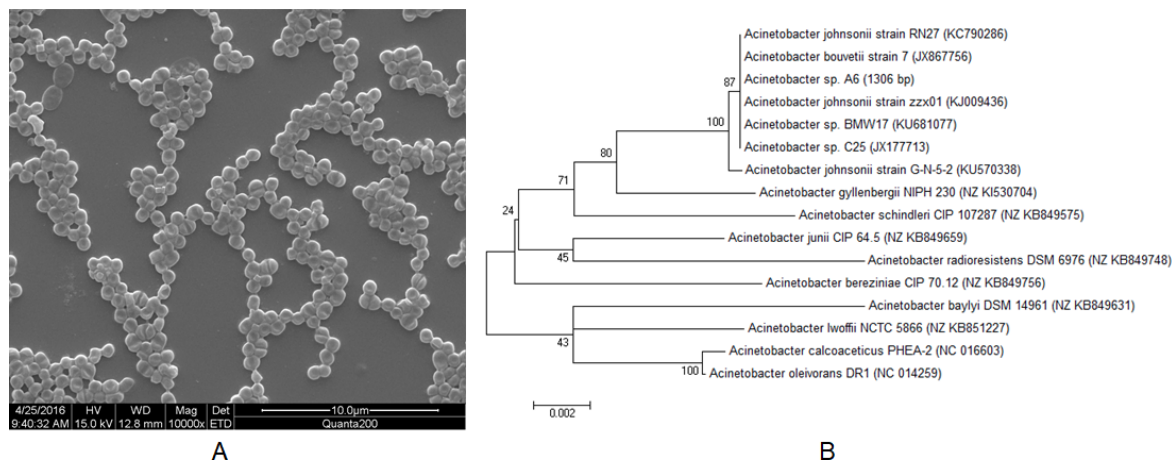 4/25/2016 HV WD Mag Det 10.0µm
9:40:32 AM 15.0 kV 12.8 mm 10000x ETD Quanta200
A
Acinetobacter johnsonii strain RN27 (KC790286)
Acinetobacter bouvetii strain 7 (JX867756)
87
Acinetobacter sp. A6 (1306 bp)
Acinetobacter johnsonii strain zzx01 (KJ009436)
100
Acinetobacter sp. BMW17 (KU681077)
Acinetobacter sp. C25 (JX177713)
80
Acinetobacter johnsonii strain G-N-5-2 (KU570338)
71
Acinetobacter gyllenbergii NIPH 230 (NZ KI530704)
24
Acinetobacter schindleri CIP 107287 (NZ KB849575)
Acinetobacter junii CIP 64.5 (NZ KB849659)
45
Acinetobacter radioresistens DSM 6976 (NZ KB849748)
Acinetobacter bereziniae CIP 70.12 (NZ KB849756)
Acinetobacter baylyi DSM 14961 (NZ KB849631)
Acinetobacter lwoffii NCTC 5866 (NZ KB851227)
43
Acinetobacter calcoaceticus PHEA-2 (NC 016603)
100
Acinetobacter oleivorans DR1 (NC 014259)
0.002
B